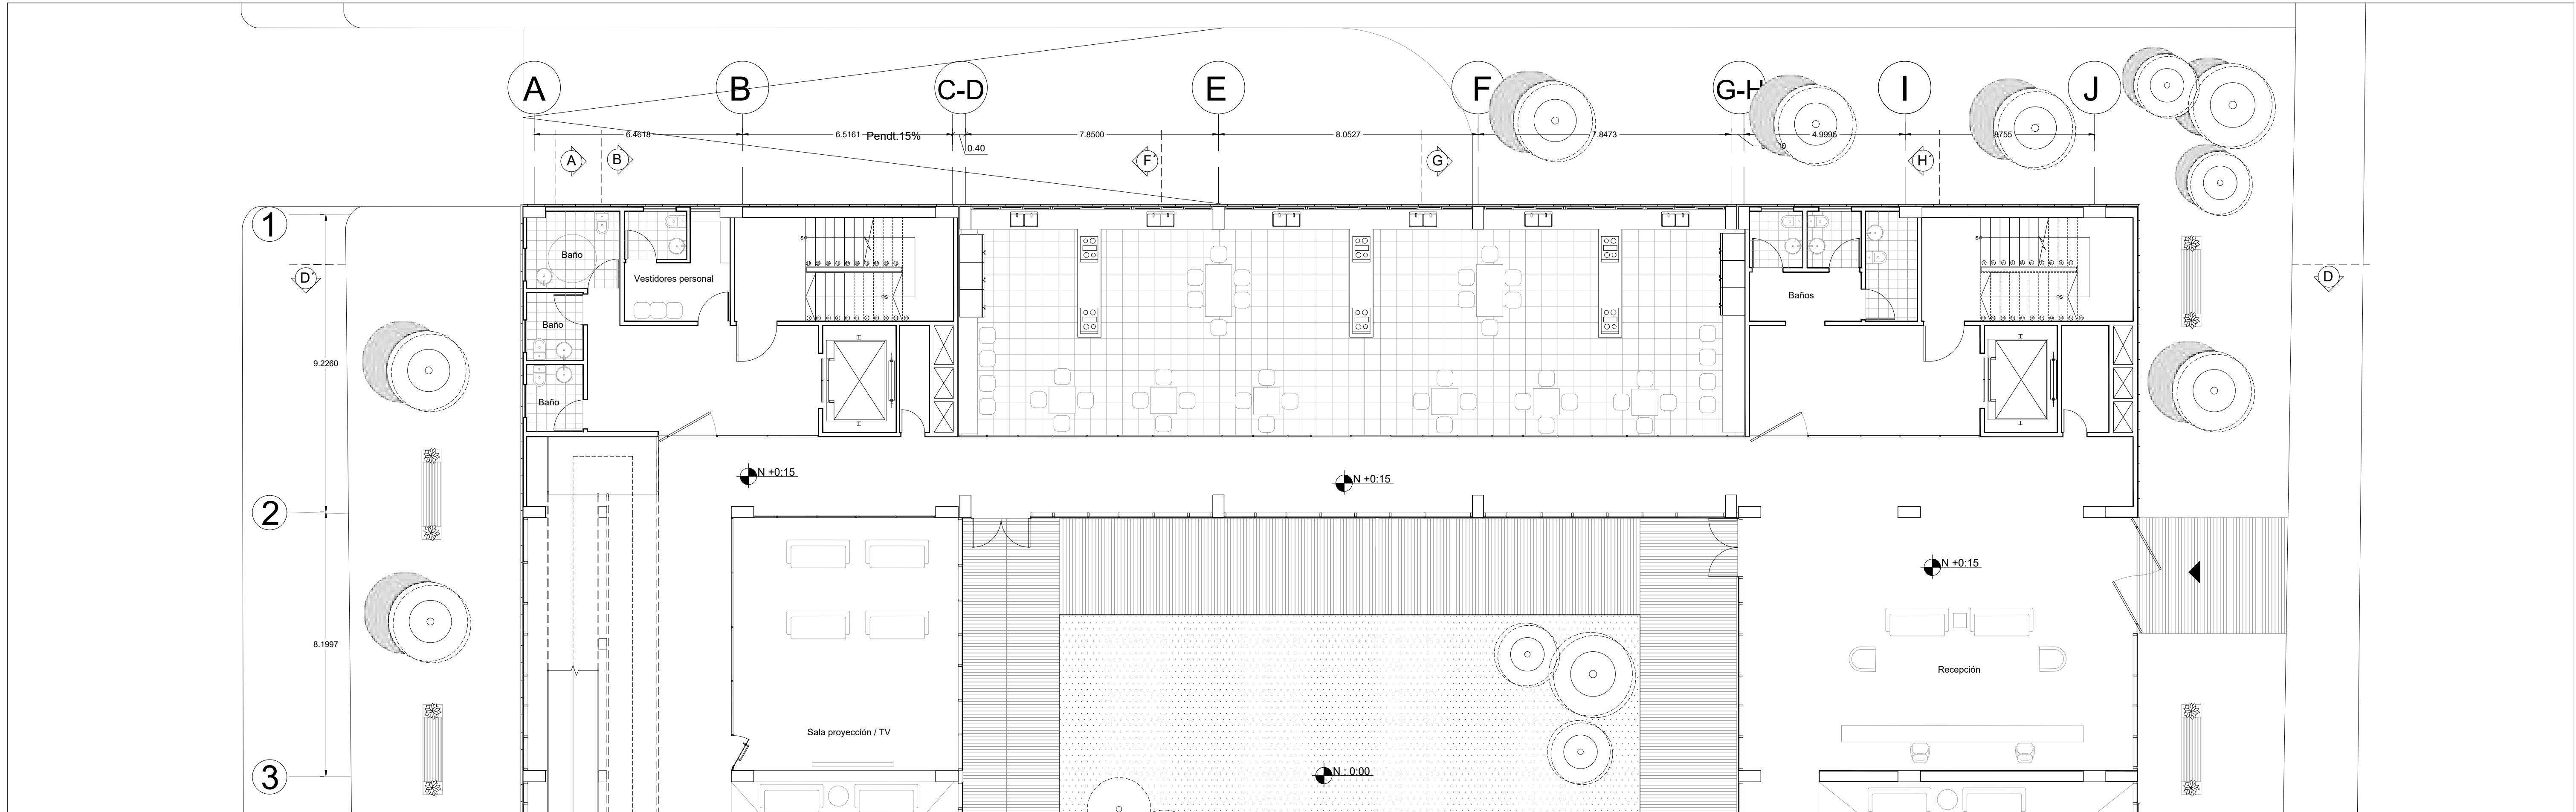 A
B
C-D
E
F
G-H
I
J
6.4618
6.5161
Pendt.15%
0.40
7.8500
8.0527
7.8473
4.9995
8755
A
B
F´
G
H´
1
D´
D
9.2260
2
8.1997
3
Baño
Vestidores personal
S
S
Baño
Baño
Baños
S
S
N +0:15
N +0:15
N +0:15
Recepción
Sala proyección / TV
N : 0:00